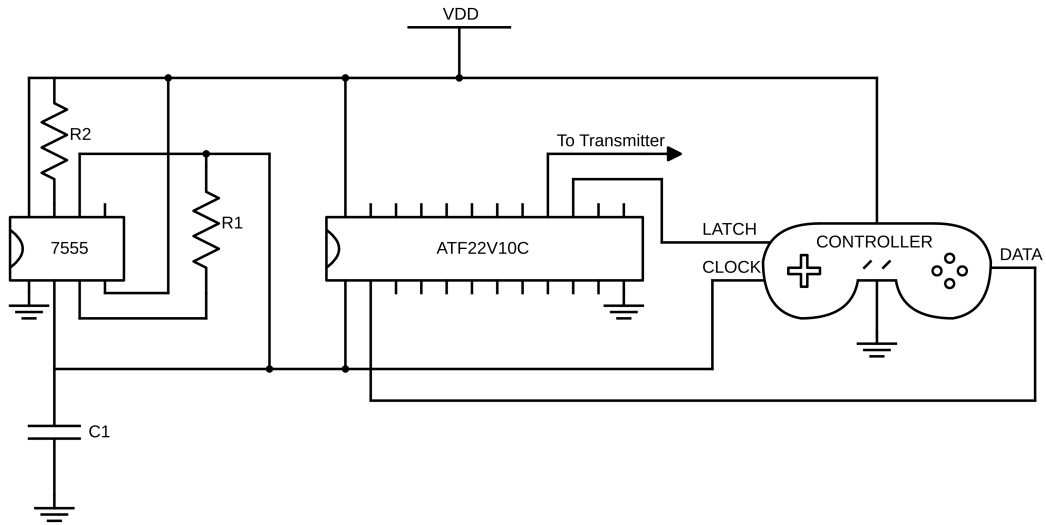 VDD
R2
To Transmitter
R1
7555
ATF22V10C
LATCH
CONTROLLER
DATA
CLOCK
C1